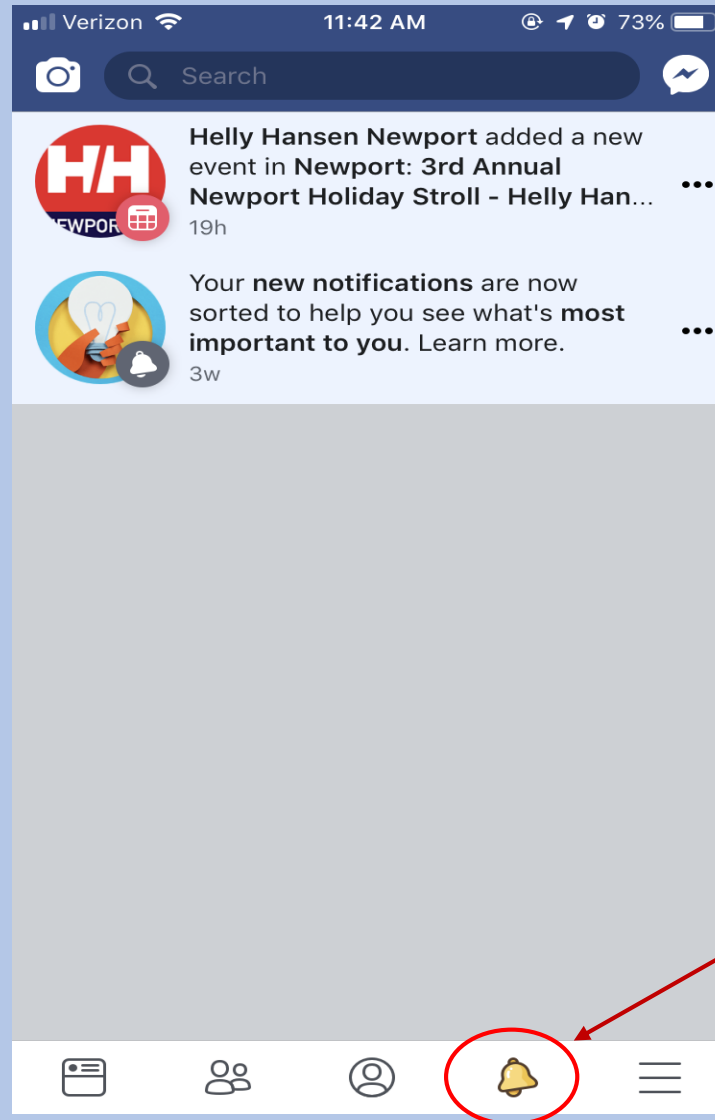 Verizon 11:42 AM 73%
Search
Helly Hansen Newport added a new
event in Newport: 3rd Annual
Newport Holiday Stroll - Helly Han...
19h
HH
EWPOR
Your new notifications are now
sorted to help you see what's most
important to you. Learn more.
3w